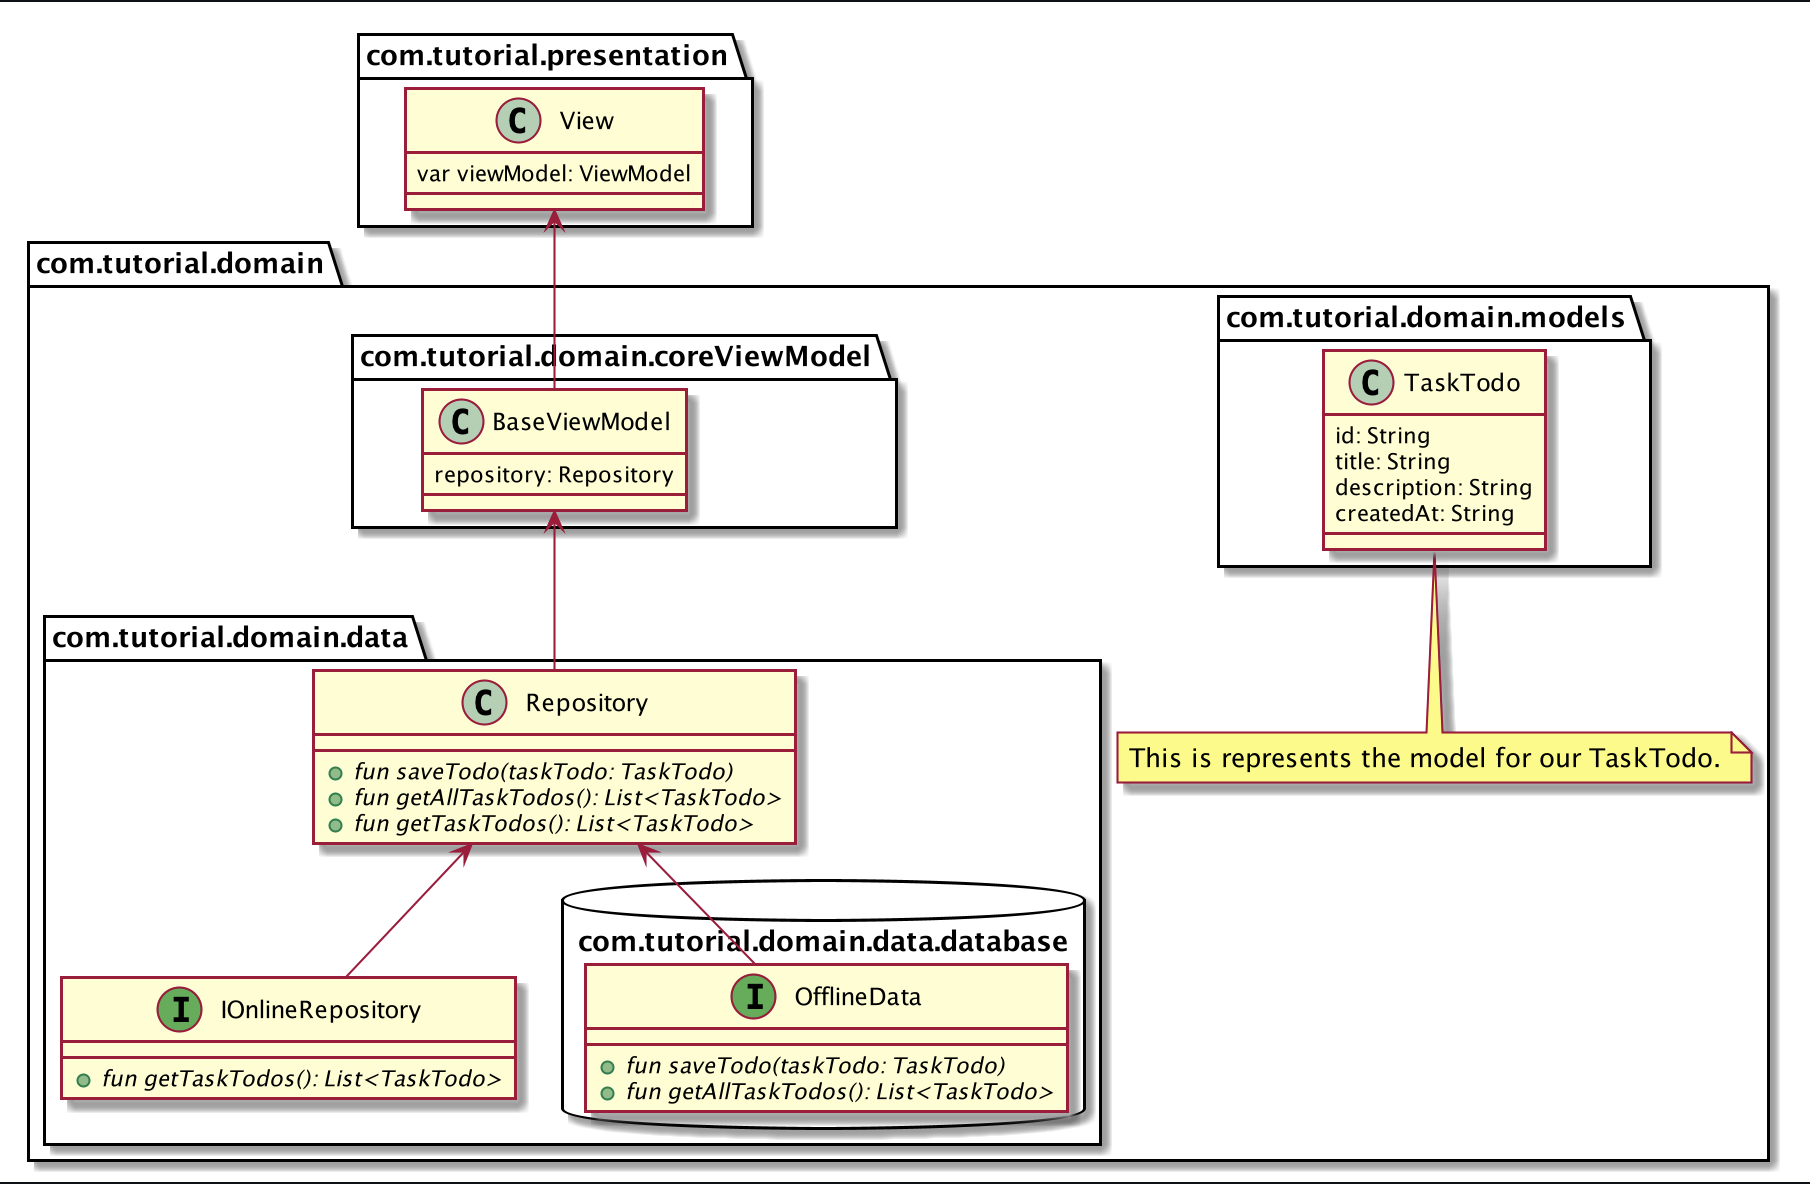 com.tutorial.presentation
C View
var viewModel: ViewModel
com.tutorial.domain
com.tutorial.domain.coreViewModel
C BaseViewModel
repository: Repository
com.tutorial.domain.models
C TaskTodo
id: String
title: String
description: String
createdAt: String
This is represents the model for our TaskTodo.
com.tutorial.domain.data
C Repository
fun saveTodo(taskTodo: TaskTodo)
fun getAllTaskTodos(): List<TaskTodo>
fun getTaskTodos(): List<TaskTodo>
I IOnlineRepository
fun getTaskTodos(): List<TaskTodo>
com.tutorial.domain.data.database
I OfflineData
fun saveTodo(taskTodo: TaskTodo)
fun getAllTaskTodos(): List<TaskTodo>